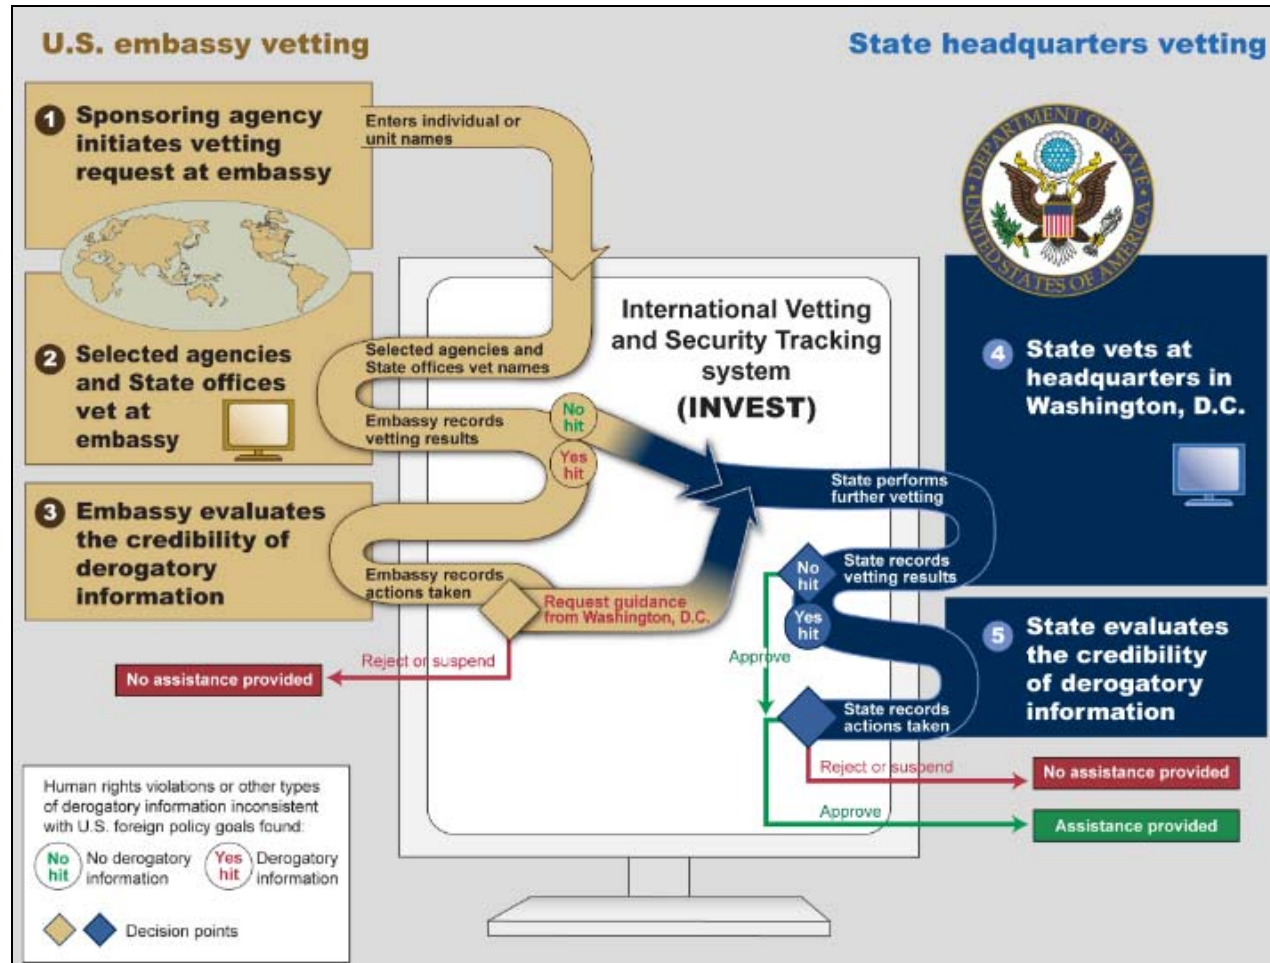 U.S. embassy vetting
State headquarters vetting
1 Sponsoring agency
initiates vetting
request at embassy
Enters individual or
unit names
DEPARTMENT OF STATE
UNITED STATES OF AMERICA
2 Selected agencies
and State offices
vet at
embassy
Selected agencies and
State offices vet names
Embassy records
vetting results
No
hit
Yes
hit
International Vetting
and Security Tracking
system
(INVEST)
4 State vets at
headquarters in
Washington, D.C.
State performs
further vetting
State records
vetting results
No
hit
Yes
hit
3 Embassy evaluates
the credibility of
derogatory
information
Embassy records
actions taken
Request guidance
from Washington, D.C.
Reject or suspend
No assistance provided
Approve
5 State evaluates
the credibility
of derogatory
information
State records
actions taken
Reject or suspend
No assistance provided
Approve
Assistance provided
Human rights violations or other types
of derogatory information inconsistent
with U.S. foreign policy goals found:
No
hit
No derogatory
information
Yes
hit
Derogatory
information
Decision points